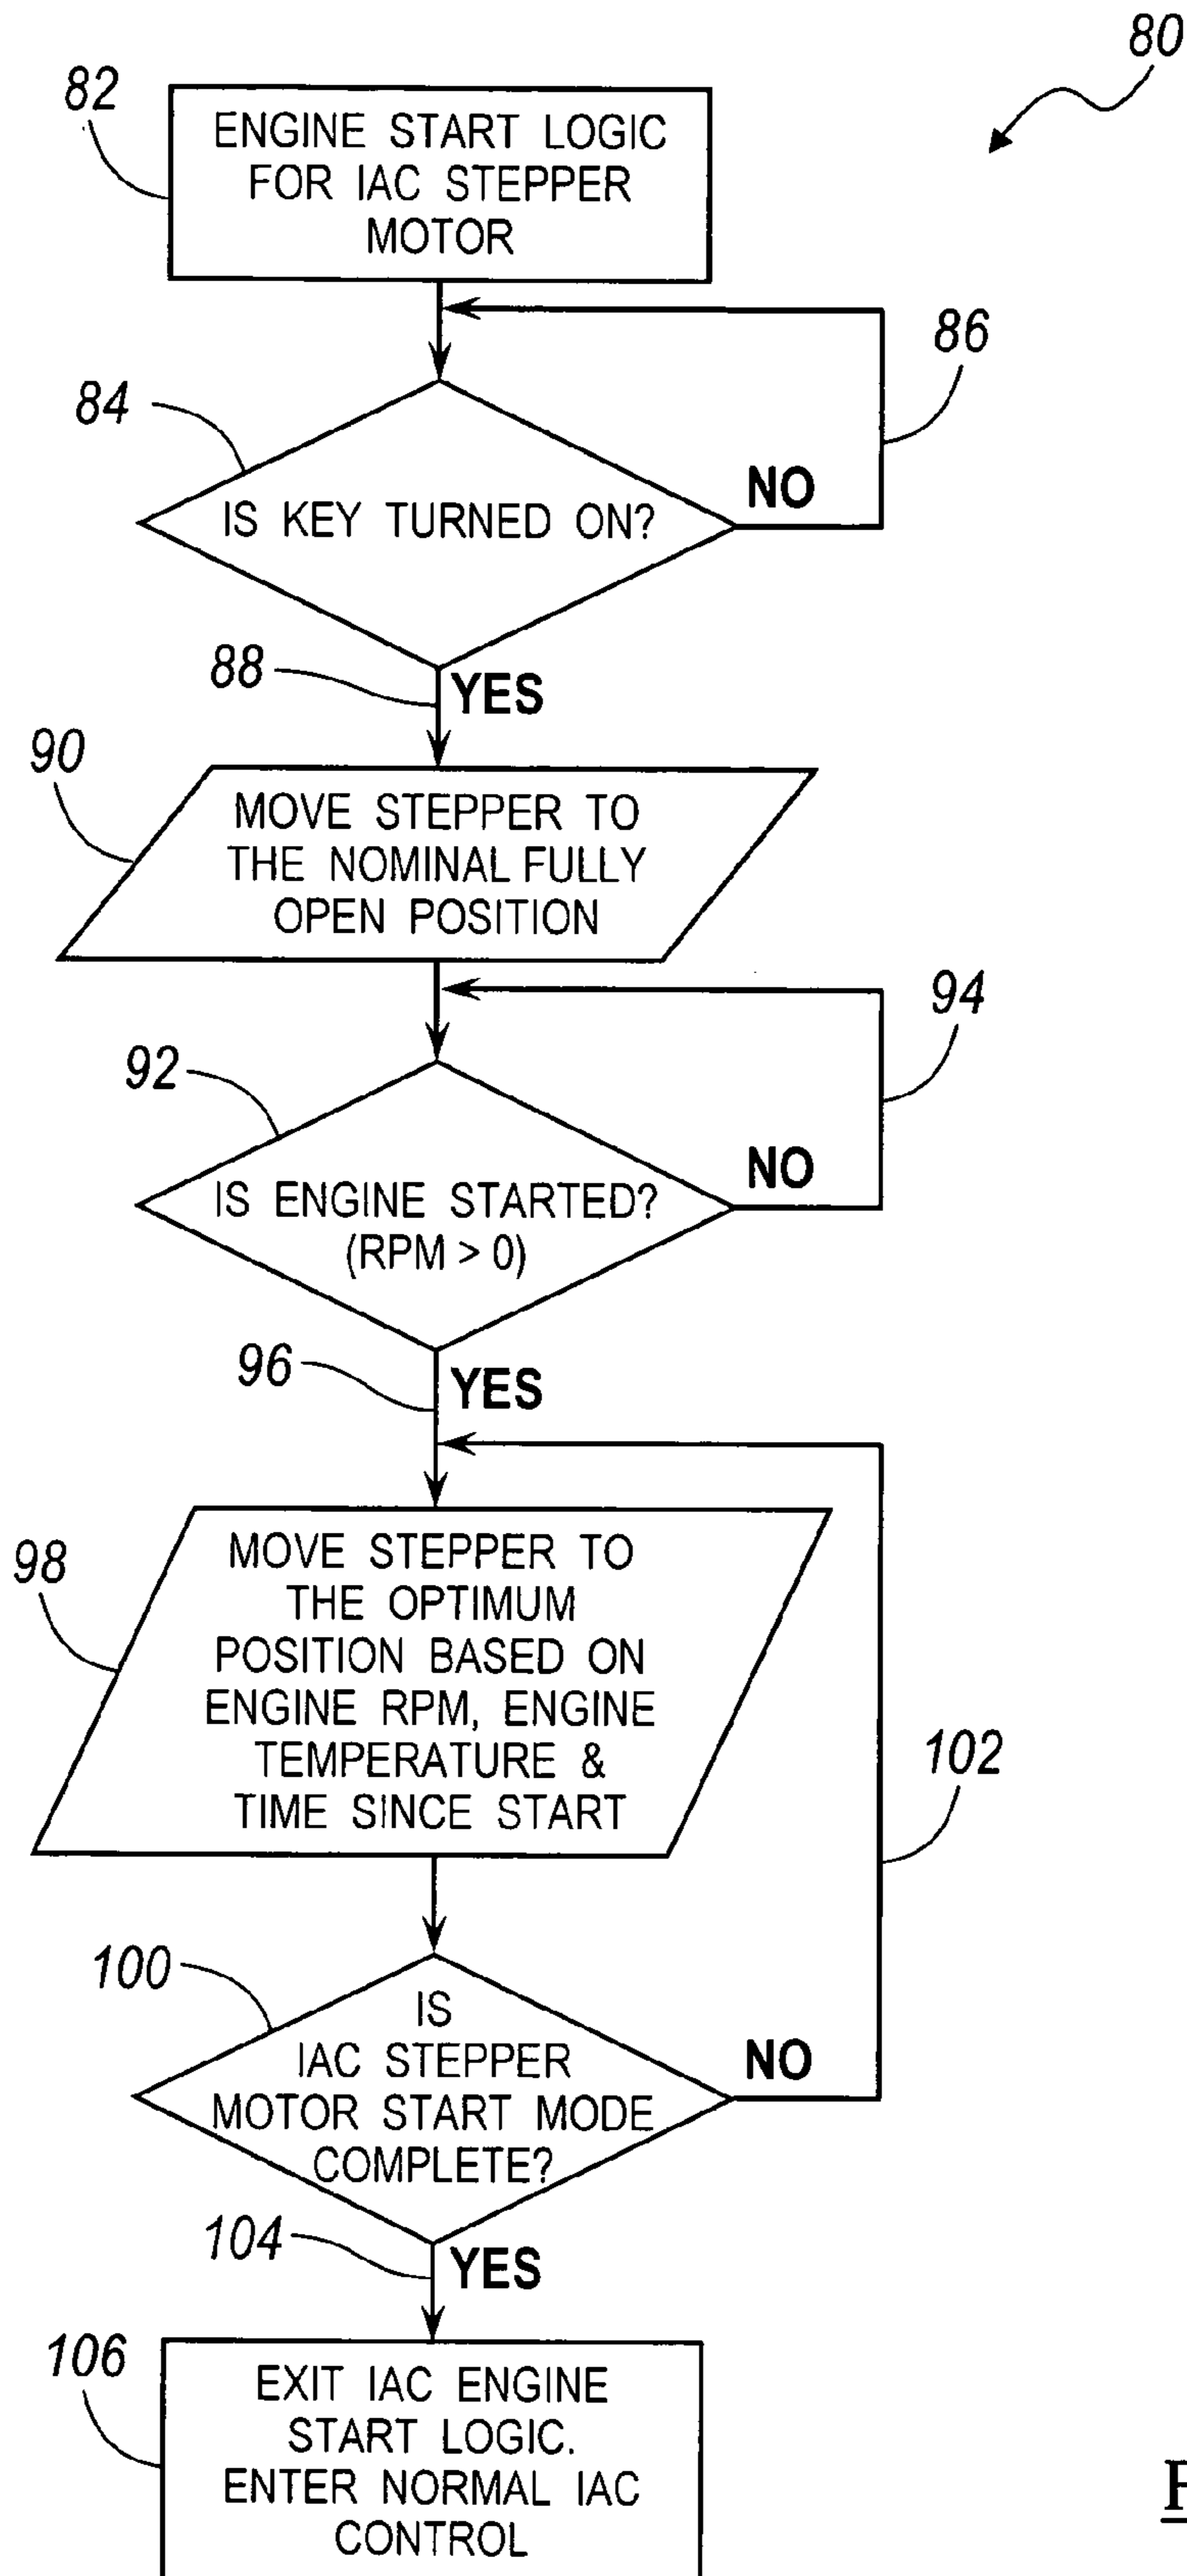 80
82
ENGINE START LOGIC
FOR IAC STEPPER
MOTOR
86
84
NO
IS KEY TURNED ON?
88
YES
90
MOVE STEPPER TO
THE NOMINAL FULLY
OPEN POSITION
94
92
NO
IS ENGINE STARTED?
(RPM > 0)
96
YES
98
MOVE STEPPER TO
THE OPTIMUM
POSITION BASED ON
ENGINE RPM, ENGINE
TEMPERATURE &
TIME SINCE START
102
100
IS
IAC STEPPER
MOTOR START MODE
COMPLETE?
NO
104
YES
106
EXIT IAC ENGINE
START LOGIC.
ENTER NORMAL IAC
CONTROL